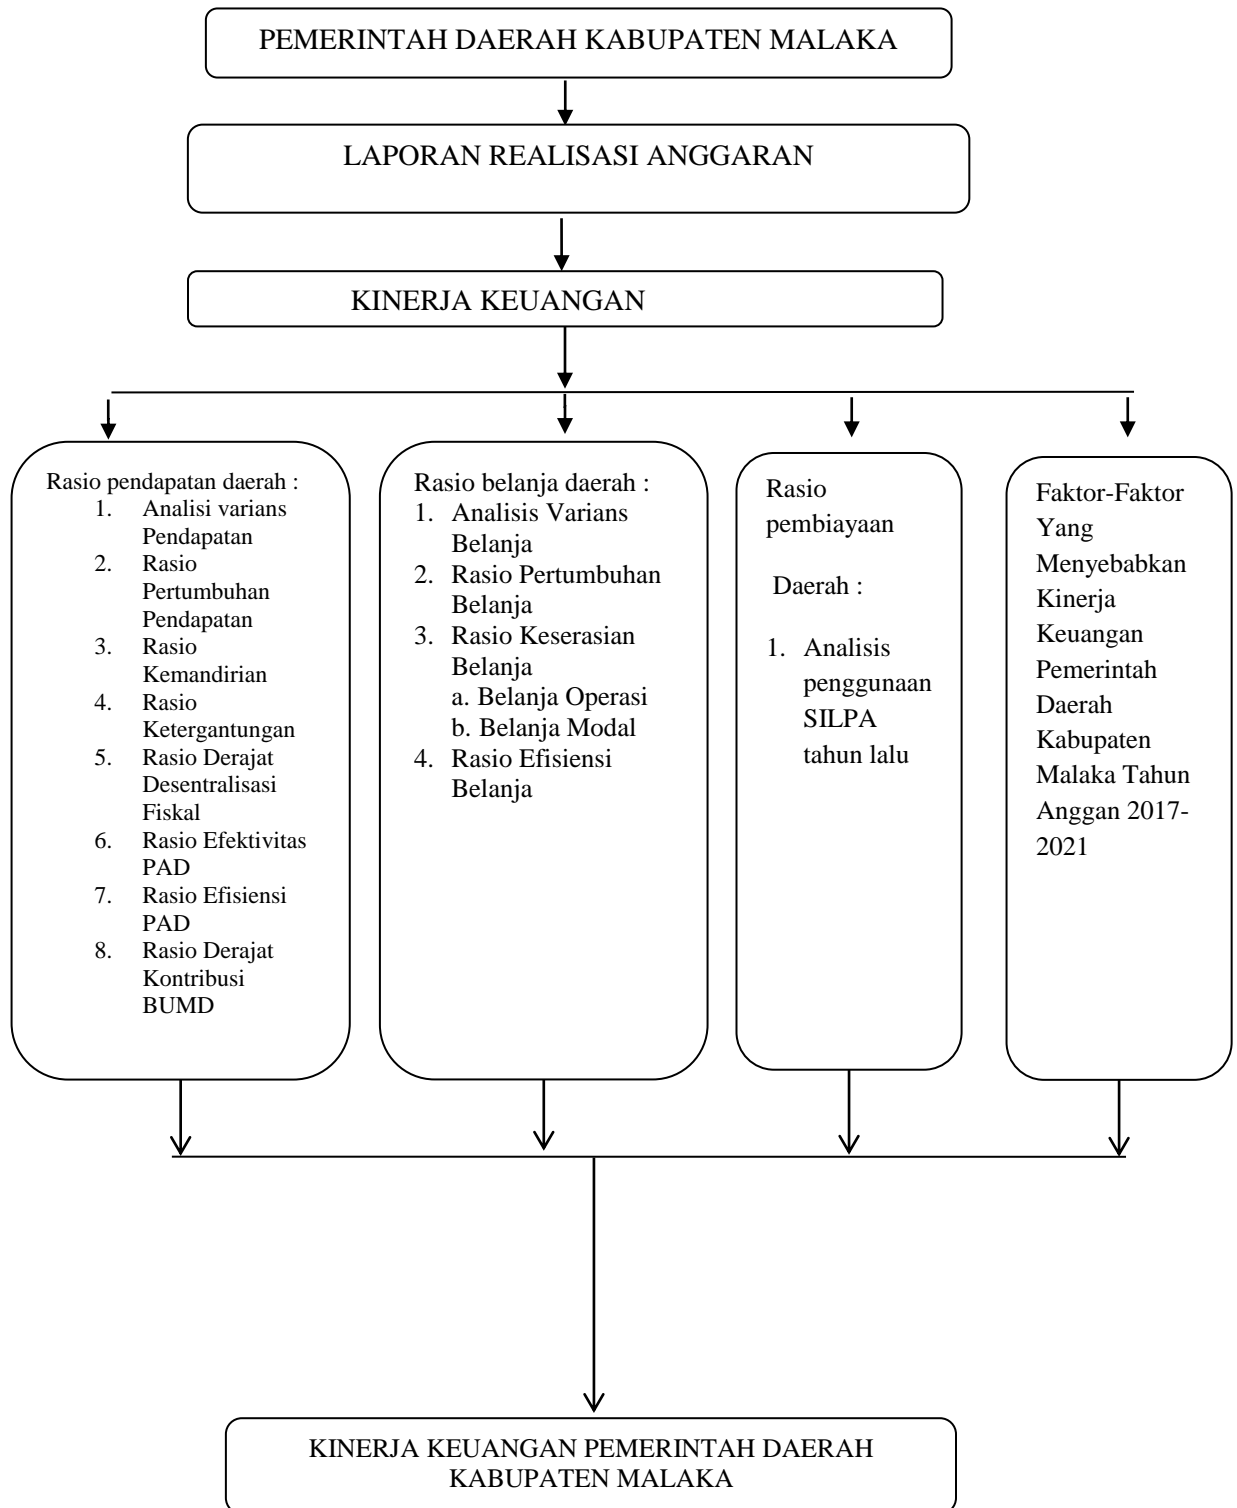 PEMERINTAH DAERAH KABUPATEN MALAKA
LAPORAN REALISASI ANGGARAN
KINERJA KEUANGAN
Rasio pendapatan daerah :
1. Analisi varians
Pendapatan
2. Rasio
Pertumbuhan
Pendapatan
3. Rasio
Kemandirian
4. Rasio
Ketergantungan
5. Rasio Derajat
Desentralisasi
Fiskal
6. Rasio Efektivitas
PAD
7. Rasio Efisiensi
PAD
8. Rasio Derajat
Kontribusi
BUMD
Rasio belanja daerah :
1. Analisis Varians
Belanja
2. Rasio Pertumbuhan
Belanja
3. Rasio Keserasian
Belanja
a. Belanja Operasi
b. Belanja Modal
4. Rasio Efisiensi
Belanja
Rasio
pembiayaan
Daerah :
1. Analisis
penggunaan
SILPA
tahun lalu
Faktor-Faktor
Yang
Menyebabkan
Kinerja
Keuangan
Pemerintah
Daerah
Kabupaten
Malaka Tahun
Anggan 2017-
2021
KINERJA KEUANGAN PEMERINTAH DAERAH
KABUPATEN MALAKA